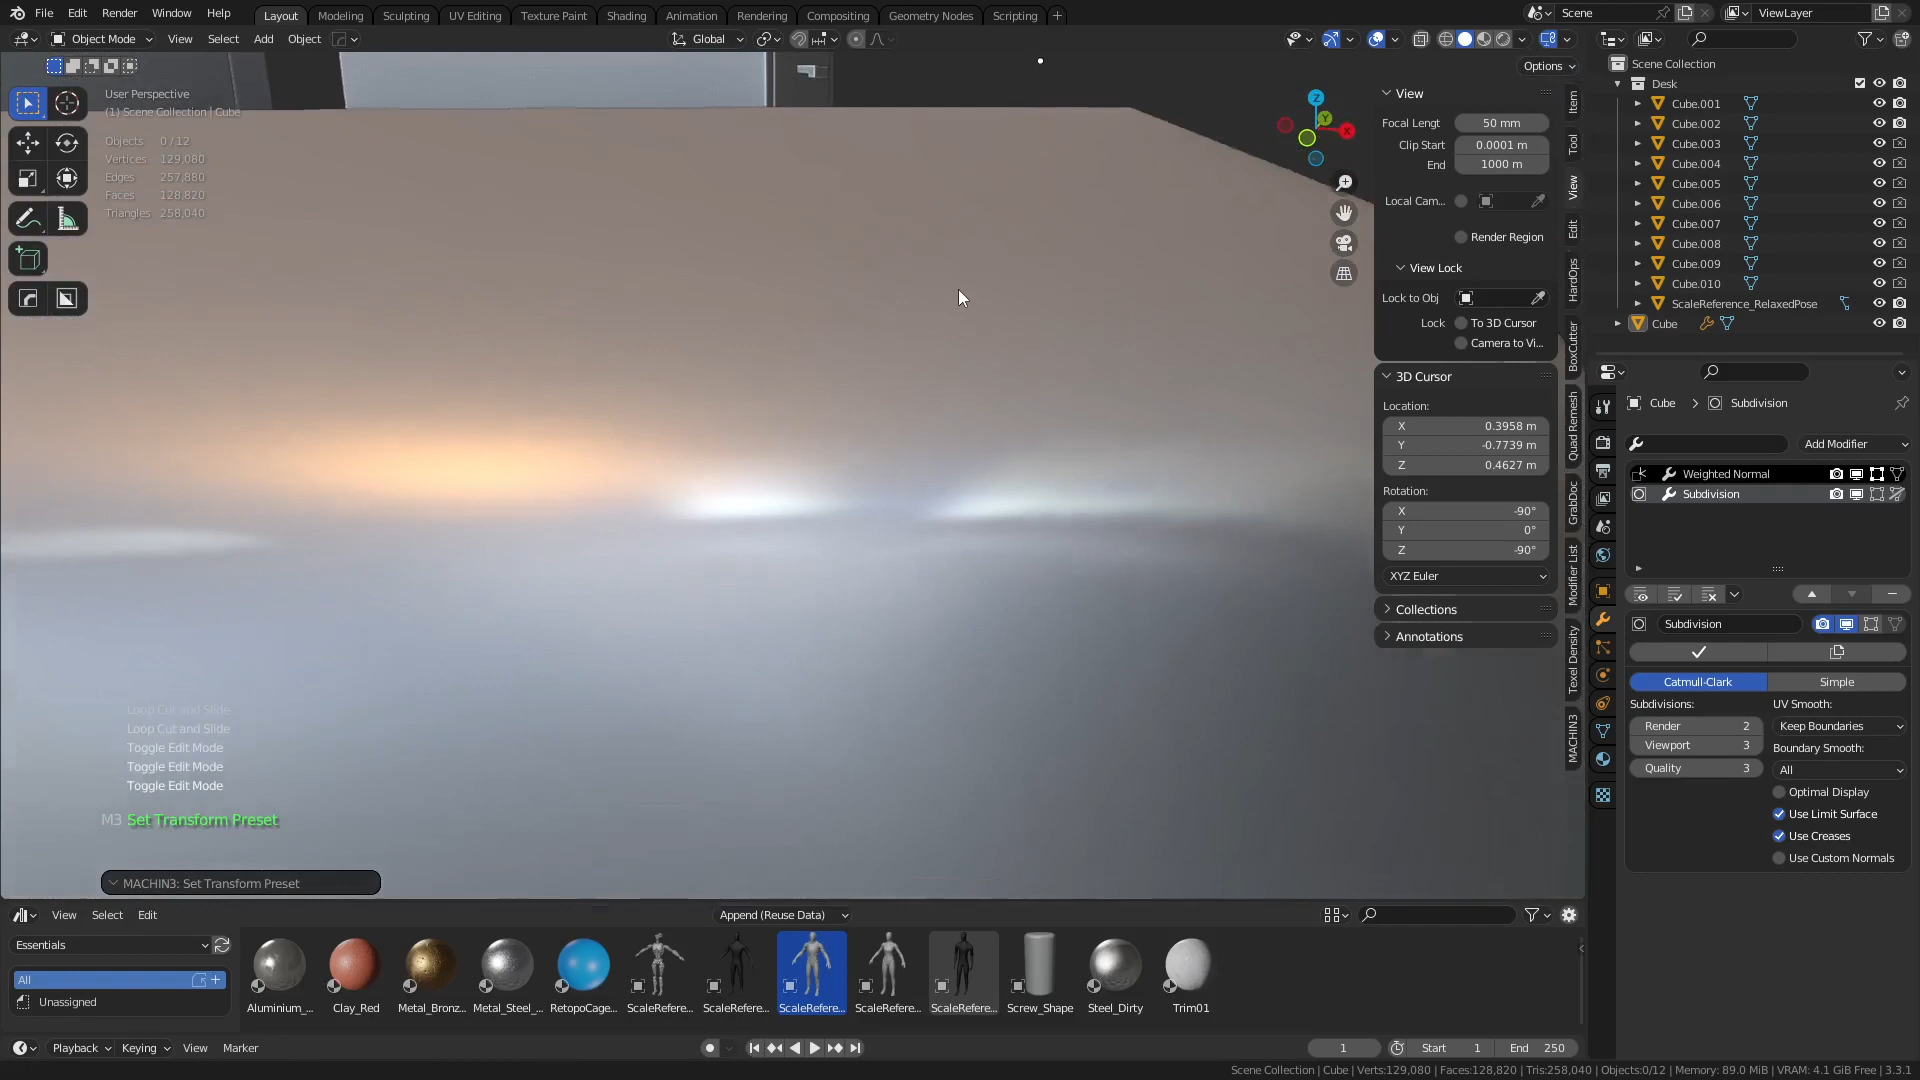 File Edit Render Window Help
Layout Modeling Sculpting UV Editing Texture Paint Shading Animation Rendering Compositing Geometry Nodes Scripting +
Scene
ViewLayer
Object Mode View Select Add Object
Global
Options
User Perspective
(1) Scene Collection | Cube
Objects 0/12
Vertices 129,080
Edges 257,880
Faces 128,820
Triangles 258,040
Z
Y
X
View
Focal Lengt 50 mm
Clip Start 0.0001 m
End 1000 m
Local Cam...
Render Region
View Lock
Lock to Obj
Lock To 3D Cursor
Camera to Vi...
3D Cursor
Location:
X 0.3958 m
Y -0.7739 m
Z 0.4627 m
Rotation:
X -90°
Y 0°
Z -90°
XYZ Euler
Collections
Annotations
Item
Tool
View
Edit
HardOps
BoxCutter
Quad Remesh
GrabDoc
Modifier List
Texel Density
MACHIN3
Scene Collection
Desk
Cube.001
Cube.002
Cube.003
Cube.004
Cube.005
Cube.006
Cube.007
Cube.008
Cube.009
Cube.010
ScaleReference_RelaxedPose
Cube
Cube > Subdivision
Add Modifier
Weighted Normal
Subdivision
Subdivision
Catmull-Clark Simple
Subdivisions: UV Smooth:
Render 2 Keep Boundaries
Viewport 3 Boundary Smooth:
Quality 3 All
Optimal Display
Use Limit Surface
Use Creases
Use Custom Normals
Loop Cut and Slide
Loop Cut and Slide
Toggle Edit Mode
Toggle Edit Mode
Toggle Edit Mode
M3 Set Transform Preset
MACHIN3: Set Transform Preset
View Select Edit
Append (Reuse Data)
Essentials
All
Unassigned
Aluminium_... Clay_Red Metal_Bronz... Metal_Steel_... RetopoCage... ScaleRefere... ScaleRefere... ScaleRefere... ScaleRefere... ScaleRefere... Screw_Shape Steel_Dirty Trim01
Playback Keying View Marker
1
Start 1
End 250
Scene Collection | Cube | Verts:129,080 | Faces:128,820 | Tris:258,040 | Objects:0/12 | Memory: 89.0 MiB | VRAM: 4.1 GiB Free | 3.3.1